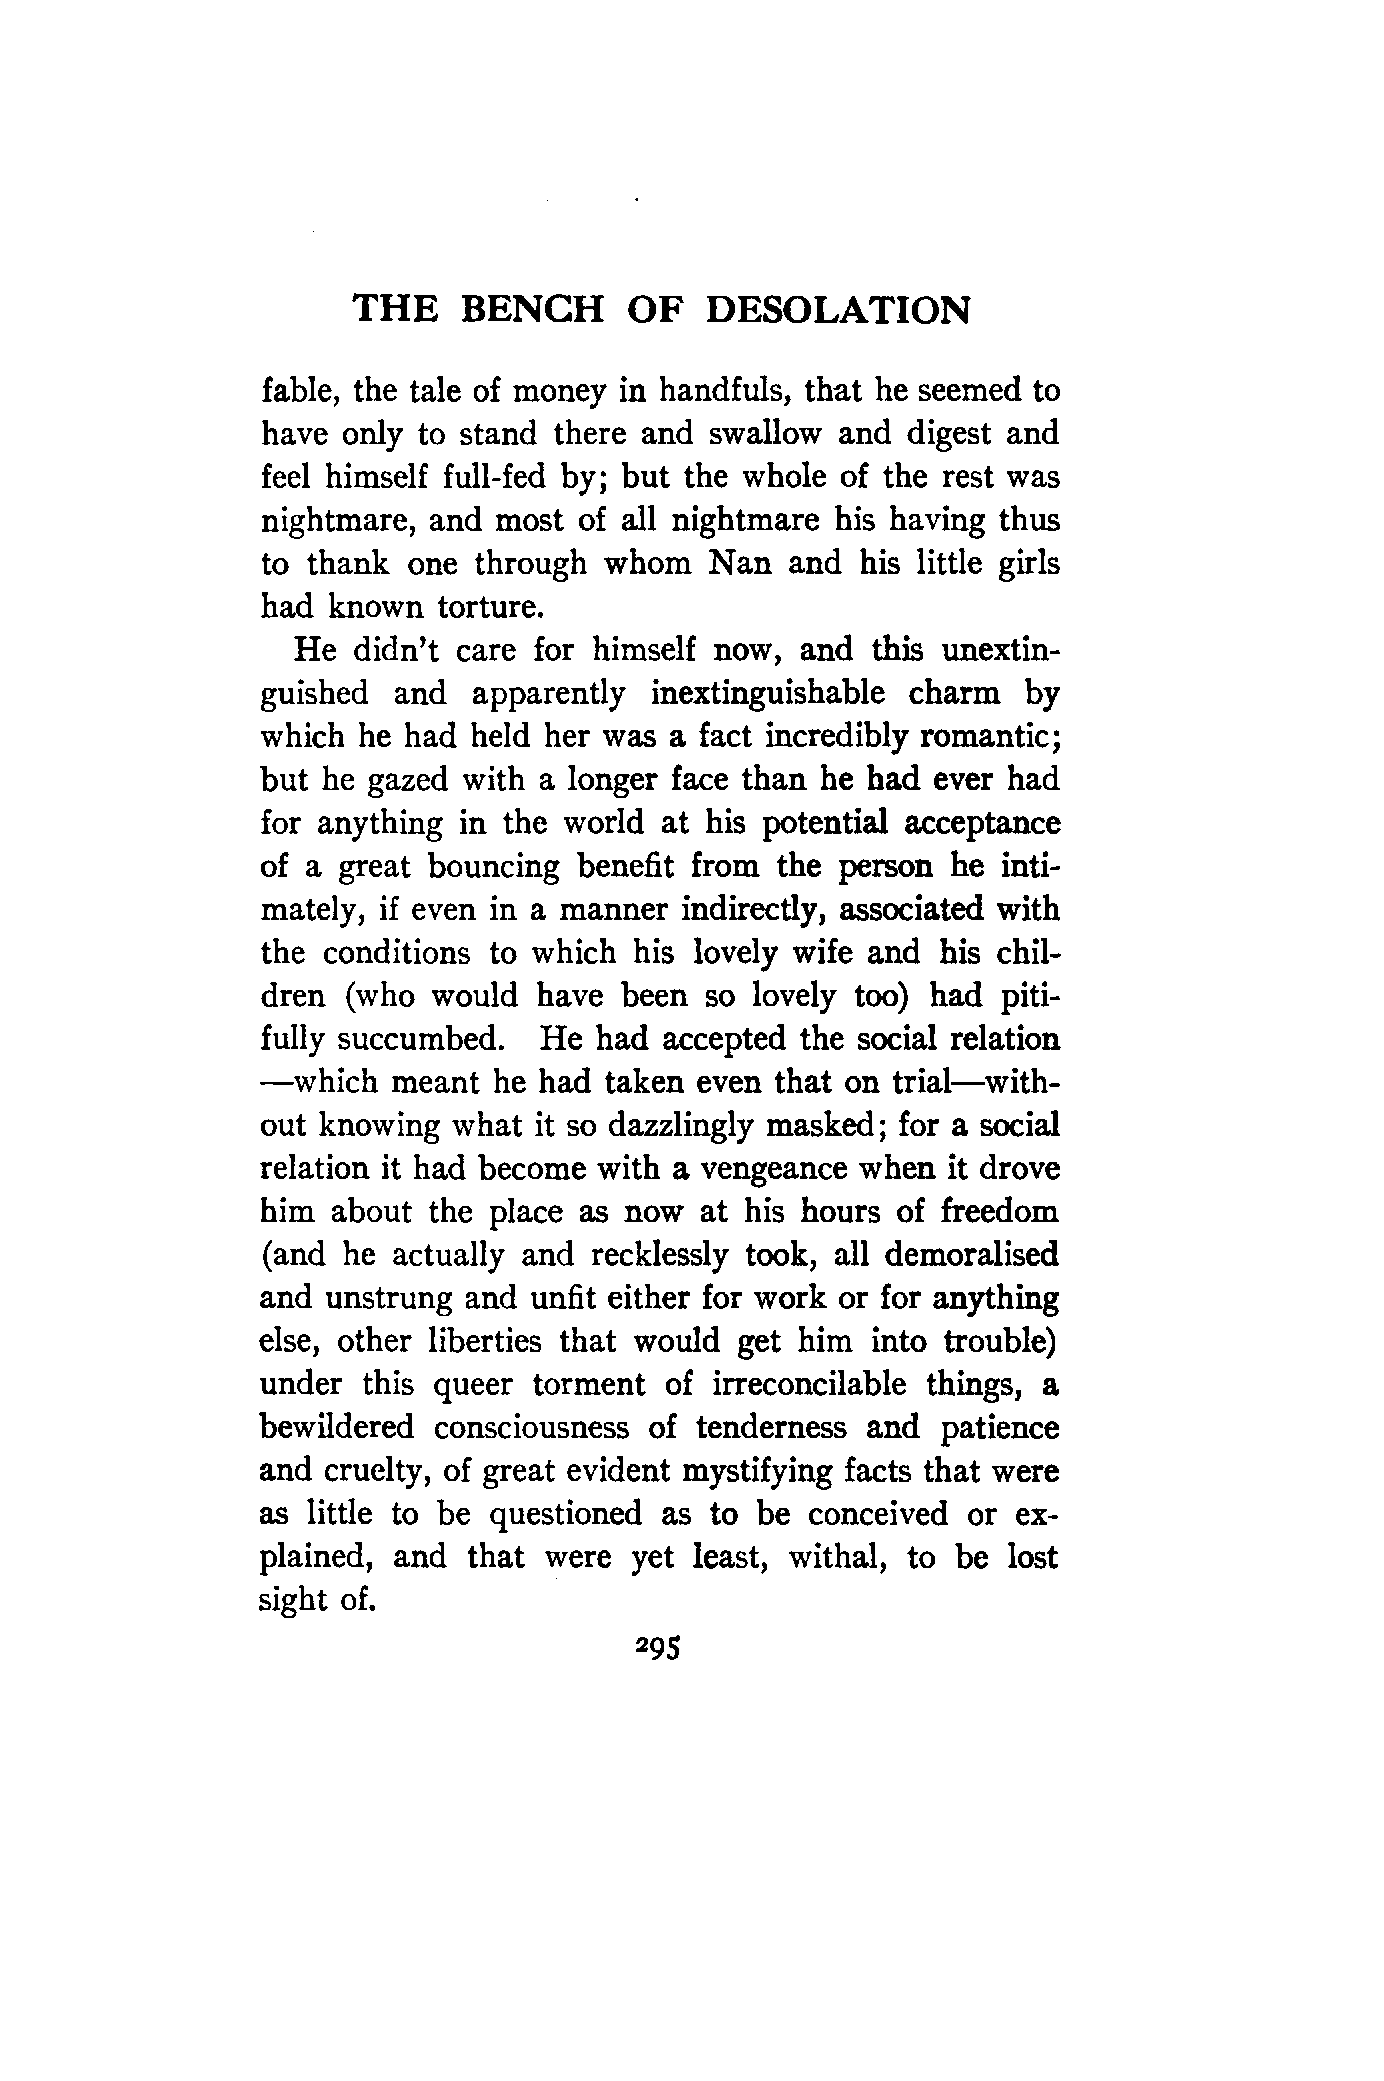 THE BENCH OF DESOLATION
fable, the tale of money in handfuls, that he seemed to
have only to stand there and swallow and digest and
feel himself full-fed by; but the whole of the rest was
nightmare, and most of all nightmare his having thus
to thank one through whom Nan and his little girls
had known torture.
He didn't care for himself now, and this unextin-
guished and apparently inextinguishable charm by
which he had held her was a fact incredibly romantic;
but he gazed with a longer face than he had ever had
for anything in the world at his potential acceptance
of a great bouncing benefit from the person he inti-
mately, if even in a manner indirectly, associated with
the conditions to which his lovely wife and his chil-
dren (who would have been so lovely too) had piti-
fully succumbed. He had accepted the social relation
—which meant he had taken even that on trial—with-
out knowing what it so dazzlingly masked; for a social
relation it had become with a vengeance when it drove
him about the place as now at his hours of freedom
(and he actually and recklessly took, all demoralised
and unstrung and unfit either for work or for anything
else, other liberties that would get him into trouble)
under this queer torment of irreconcilable things, a
bewildered consciousness of tenderness and patience
and cruelty, of great evident mystifying facts that were
as little to be questioned as to be conceived or ex-
plained, and that were yet least, withal, to be lost
sight of.
295